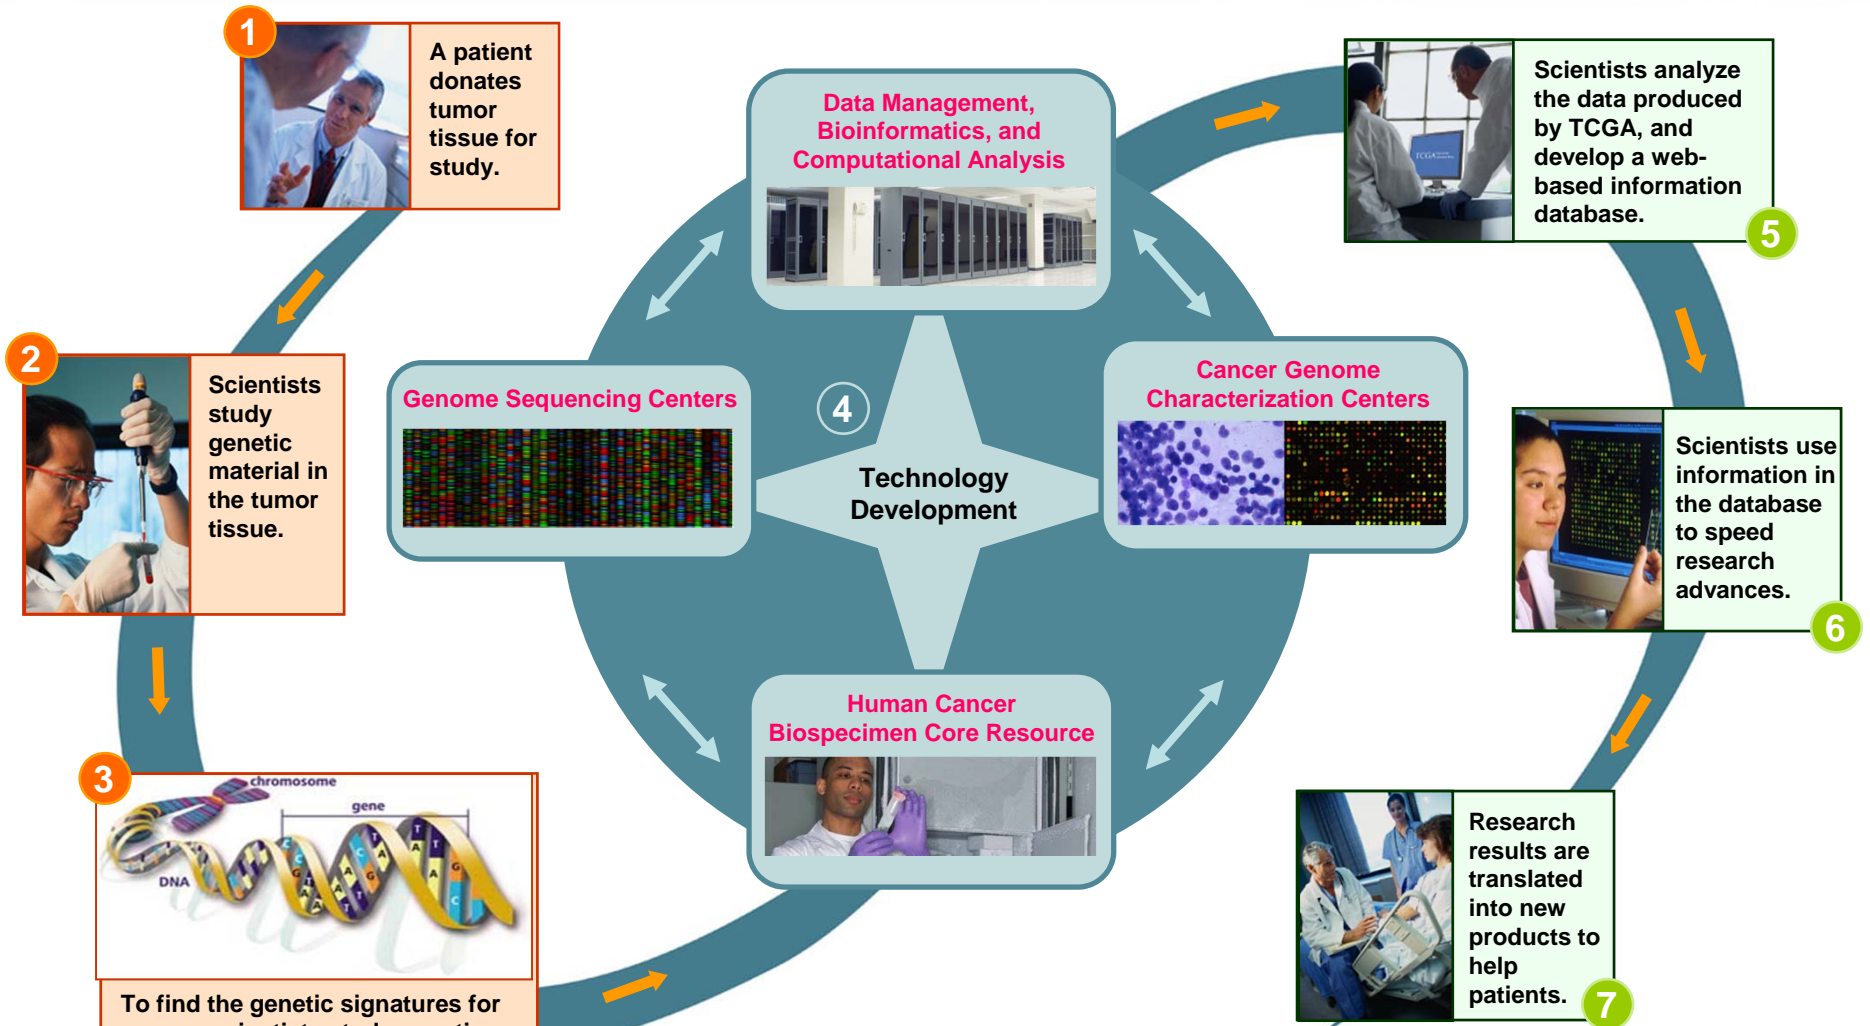 1
A patient
donates
tumor
tissue for
study.
2
Scientists
study
genetic
material in
the tumor
tissue.
3
chromosome
gene
DNA
To find the genetic signatures for
4
Data Management,
Bioinformatics, and
Computational Analysis
Genome Sequencing Centers
Cancer Genome
Characterization Centers
Technology
Development
Human Cancer
Biospecimen Core Resource
Scientists analyze
the data produced
by TCGA, and
develop a web-
based information
database.
TCGA
5
Scientists use
information in
the database
to speed
research
advances.
6
Research
results are
translated
into new
products to
help
patients.
7